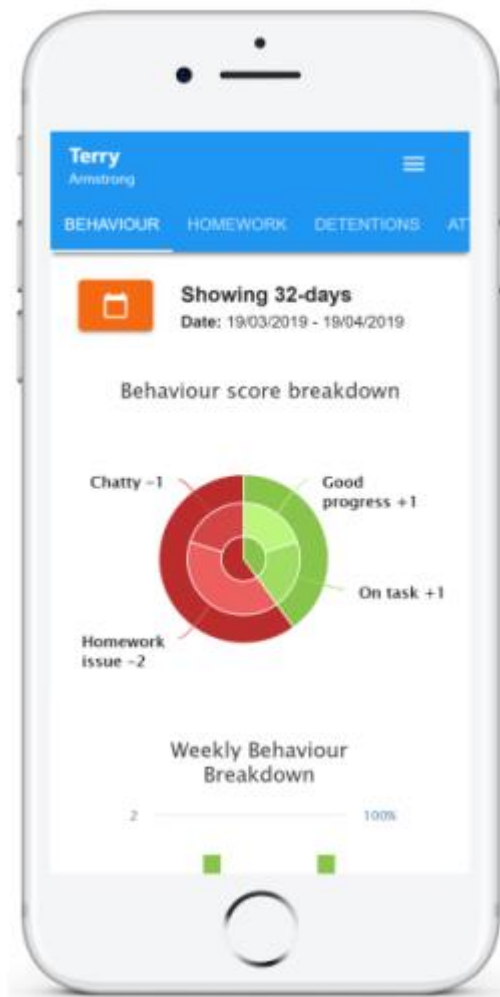 Terry
Armstrong
BEHAVIOUR HOMEWORK DETENTIONS AT
Showing 32-days
Date: 19/03/2019 - 19/04/2019
Behaviour score breakdown
Chatty -1
Good
progress +1
On task +1
Homework
issue -2
Weekly Behaviour
Breakdown
2 100%